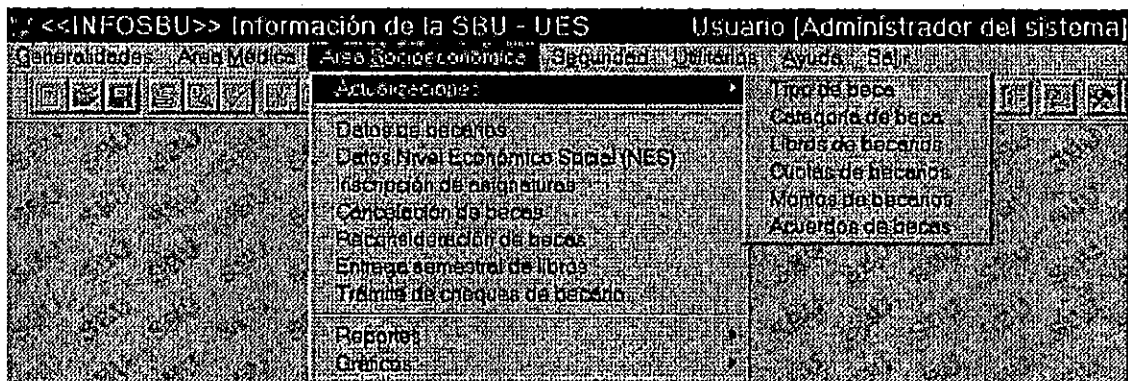 <<INFOSBU>> Información de la SBU - UES Usuario [Administrador del sistema]
Generalidades Area Médica Area Socioeconómica Seguridad Utilitarios Ayuda Salir
Actualizaciones
Datos de becarios
Datos Nivel Económico Social (NES)
Inscripción de asignaturas
Cancelación de becas
Reconsideración de becas
Entrega semestral de libros
Trámite de cheques de becario
Reportes
Gráficos
Tipo de beca
Categoría de beca
Libros de becarios
Cuotas de becarios
Montos de becarios
Acuerdos de becas